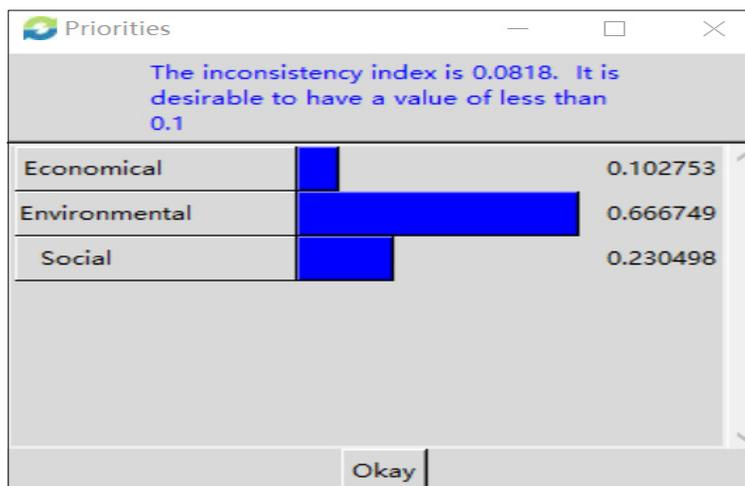 Priorities
The inconsistency index is 0.0818. It is
desirable to have a value of less than
0.1
Economical 0.102753
Environmental 0.666749
Social 0.230498
Okay